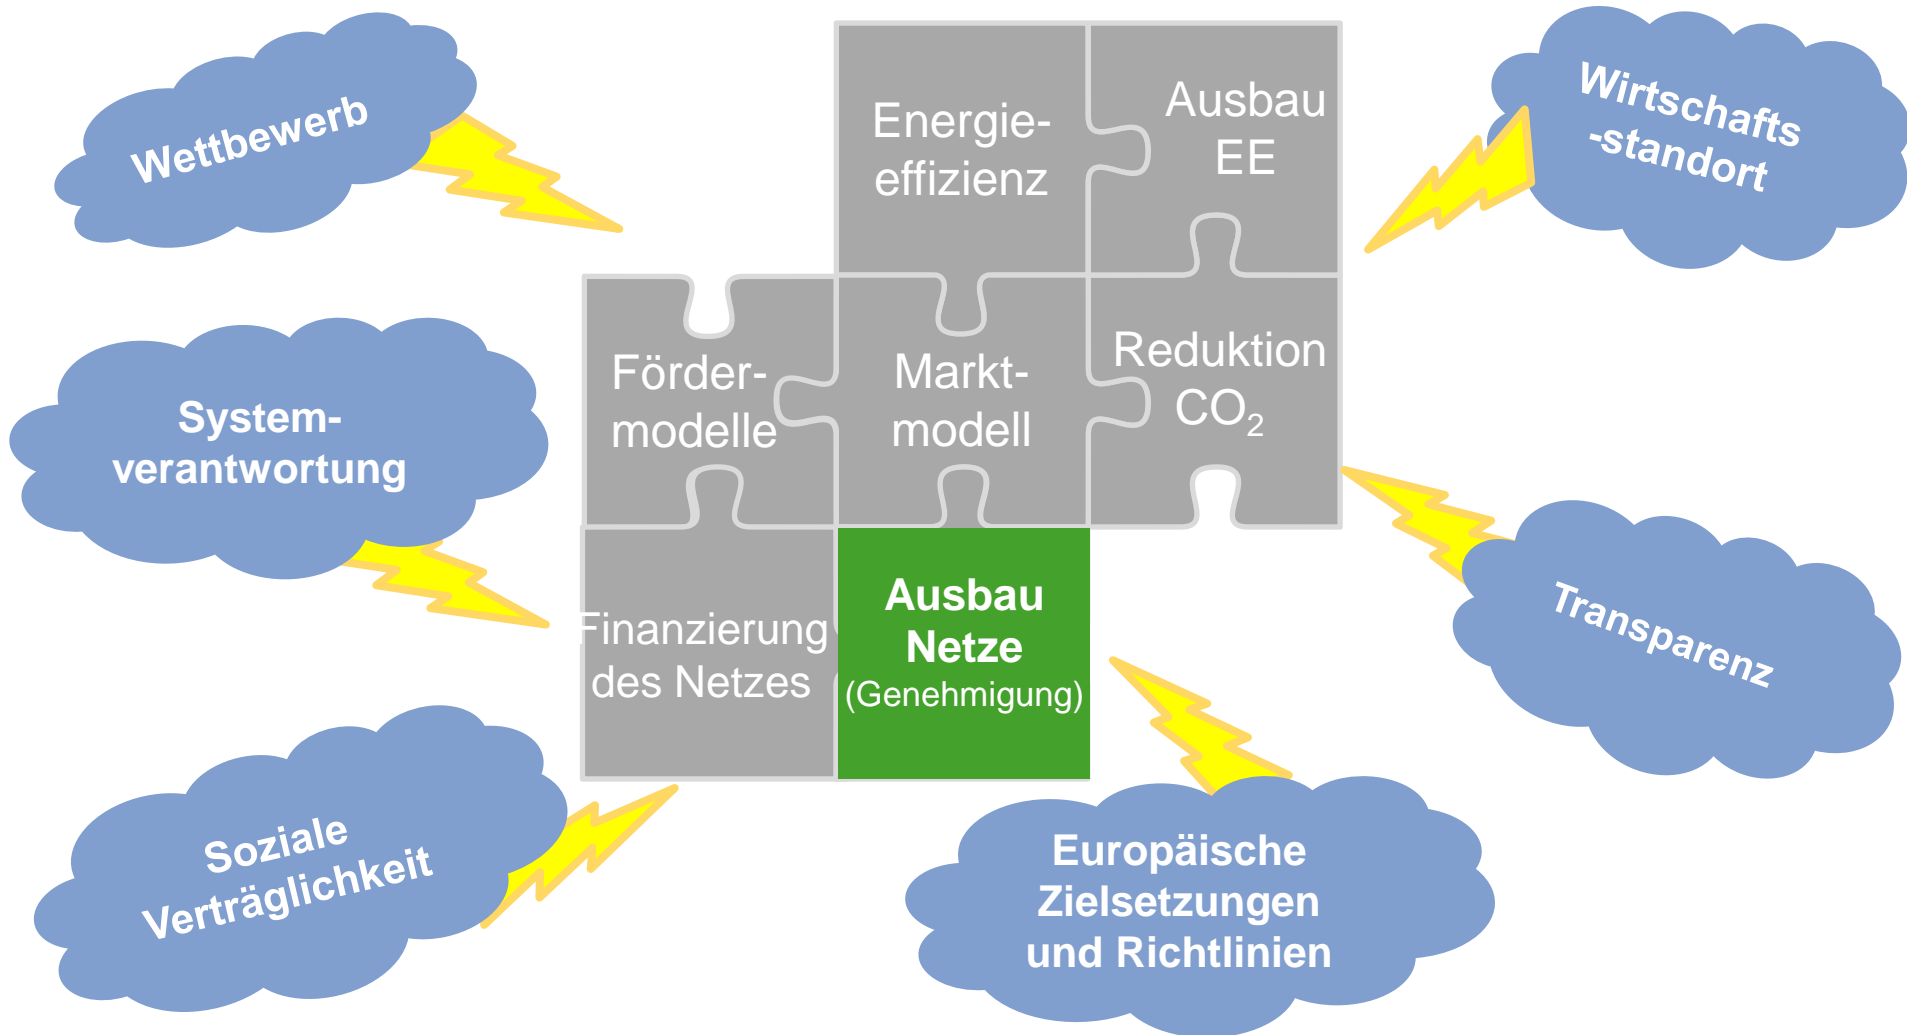 Wettbewerb
Energie-
effizienz
Ausbau
EE
Wirtschafts
-standort
System-
verantwortung
Förder-
modelle
Markt-
modell
Reduktion
CO₂
Finanzierung
des Netzes
Ausbau
Netze
(Genehmigung)
Transparenz
Soziale
Verträglichkeit
Europäische
Zielsetzungen
und Richtlinien